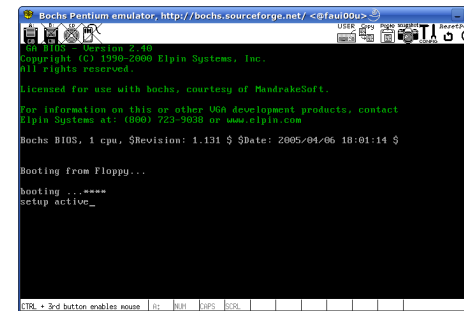 Bochs Pentium emulator, http://bochs.sourceforge.net/ <@faui00u>
A: B: CD
USER Copy Paste snapshot CONFIG Reset
GA BIOS - Version 2.40
Copyright (C) 1990-2000 Elpin Systems, Inc.
All rights reserved.
Licensed for use with bochs, courtesy of MandrakeSoft.
For information on this or other VGA development products, contact
Elpin Systems at: (800) 723-9038 or www.elpin.com
Bochs BIOS, 1 cpu, $Revision: 1.131 $ $Date: 2005/04/06 18:01:14 $
Booting from Floppy...
booting ...****
setup active_
CTRL + 3rd button enables mouse A: NUM CAPS SCRL